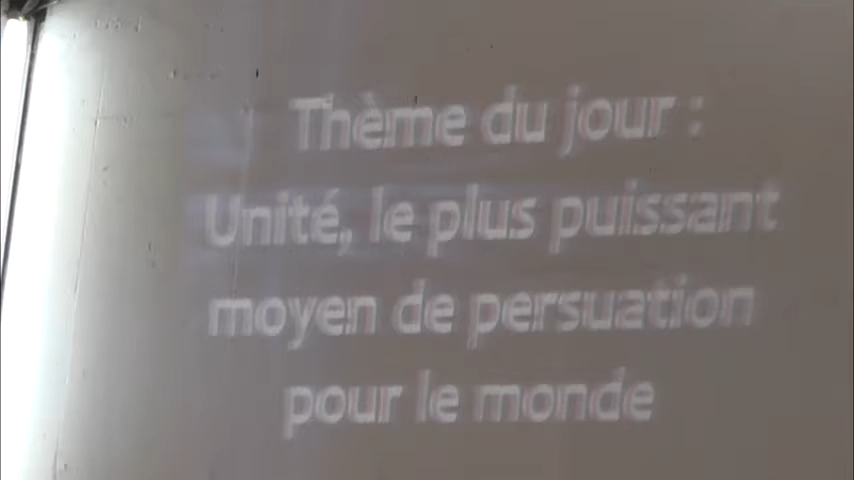 Thème du jour :
Unité, le plus puissant
moyen de persuation
pour le monde